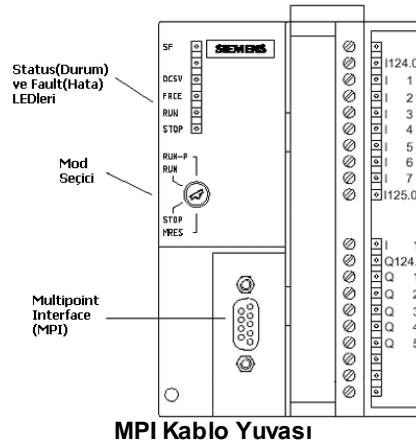 SF
SIEMENS
DC5V
FRCE
RUN
STOP
Status(Durum)
ve Fault(Hata)
LEDleri
RUN-P
RUN
STOP
MRES
Mod
Seçici
Multipoint
Interface
(MPI)
I124.0
I 1
I 2
I 3
I 4
I 5
I 6
I 7
I125.0
I 1
Q124.
Q 1
Q 2
Q 3
Q 4
Q 5
MPI Kablo Yuvası